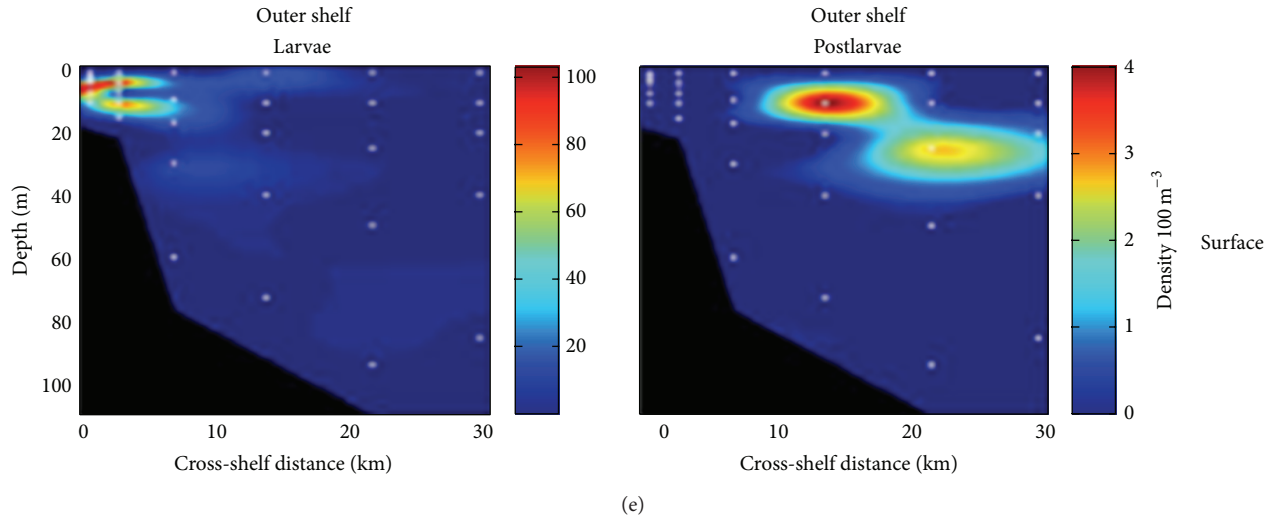 Outer shelf
Larvae
Outer shelf
Postlarvae
0
20
40
60
80
100
Depth (m)
0
10
20
30
Cross-shelf distance (km)
100
80
60
40
20
0
10
20
30
Cross-shelf distance (km)
4
3
2
1
0
Density 100 m⁻³
Surface
(e)